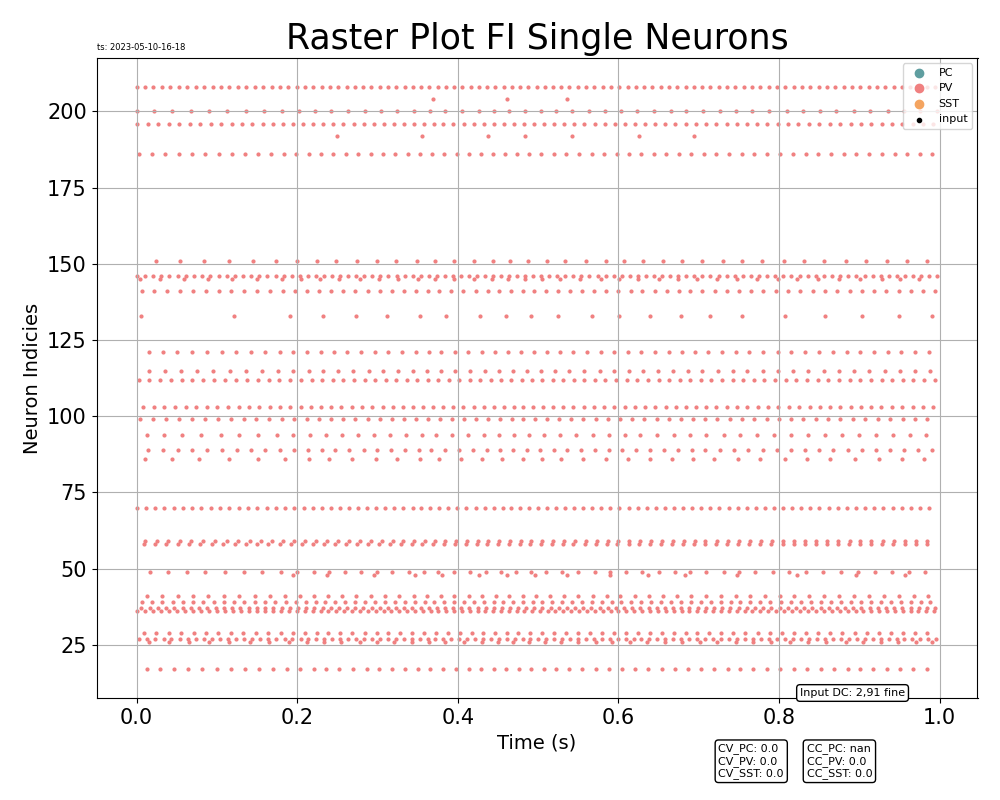 Raster Plot FI Single Neurons
ts: 2023-05-10-16-18
PC
PV
SST
input
200
175
150
125
100
75
50
25
Neuron Indicies
Input DC: 2,91 fine
0.0 0.2 0.4 0.6 0.8 1.0
Time (s)
CV_PC: 0.0
CV_PV: 0.0
CV_SST: 0.0
CC_PC: nan
CC_PV: 0.0
CC_SST: 0.0